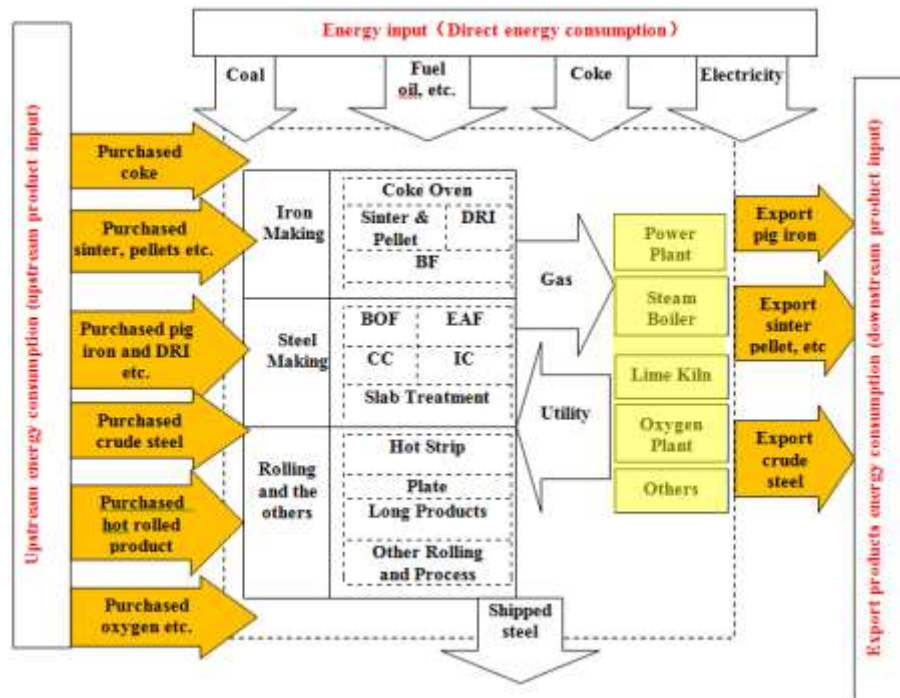 Energy input（Direct energy consumption）
Coal
Fuel
oil, etc.
Coke
Electricity
Upstream energy consumption (upstream product input)
Purchased
coke
Purchased
sinter, pellets etc.
Purchased pig
iron and DRI
etc.
Purchased
crude steel
Purchased
hot rolled
product
Purchased
oxygen etc.
Iron
Making
Coke Oven
Sinter &
Pellet
DRI
BF
Steel
Making
BOF
EAF
CC
IC
Slab Treatment
Rolling
and the
others
Hot Strip
Plate
Long Products
Other Rolling
and Process
Gas
Utility
Power
Plant
Steam
Boiler
Lime Kiln
Oxygen
Plant
Others
Export
pig iron
Export
sinter
pellet, etc
Export
crude
steel
Shipped
steel
Export products energy consumption (downstream product input)